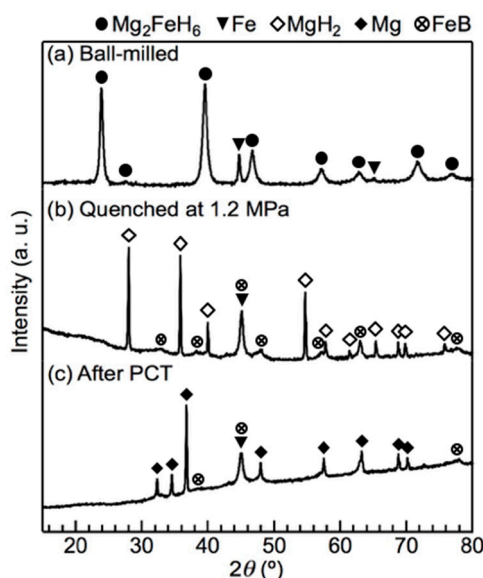 ● Mg₂FeH₆ ▼ Fe ◇ MgH₂ ◆ Mg ⊗ FeB
(a) Ball-milled
(b) Quenched at 1.2 MPa
(c) After PCT
Intensity (a. u.)
20 30 40 50 60 70 80
2θ (º)